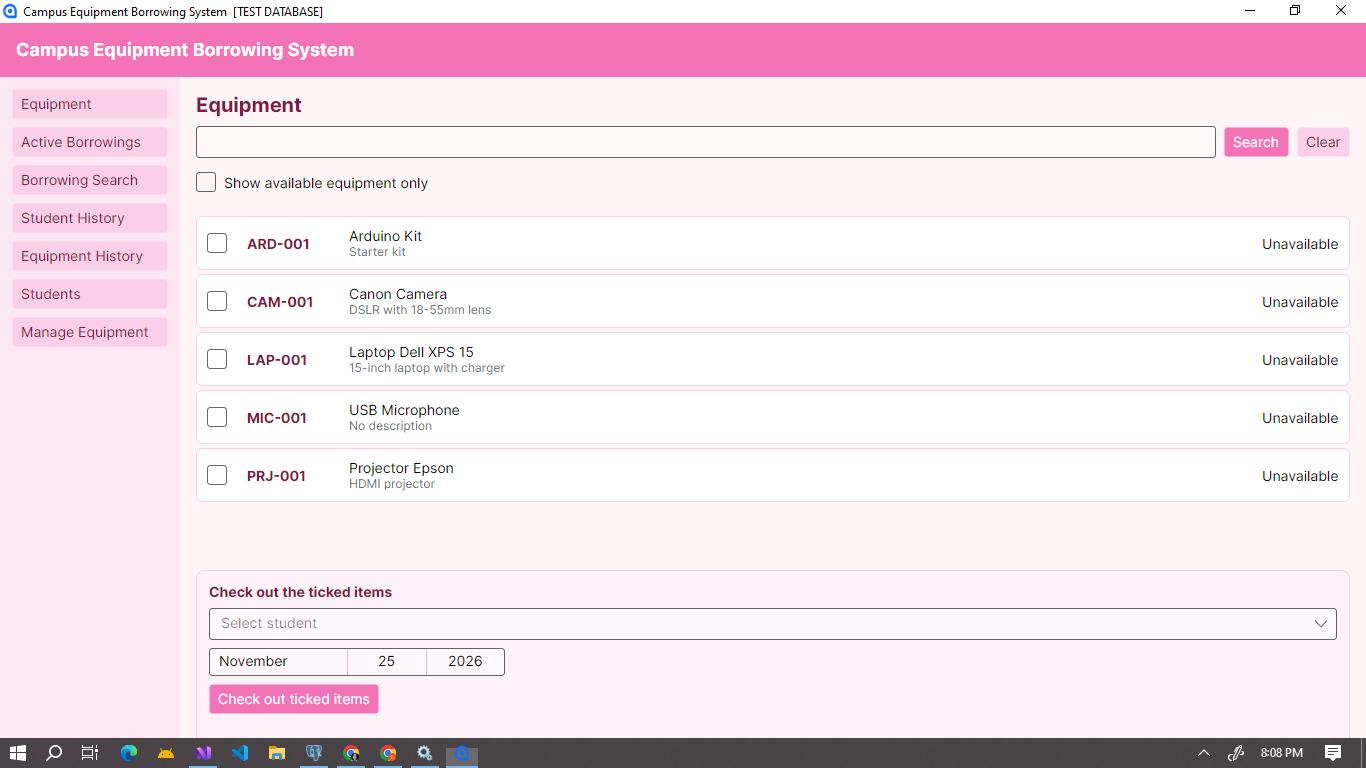 Campus Equipment Borrowing System [TEST DATABASE]
Campus Equipment Borrowing System
Equipment
Active Borrowings
Borrowing Search
Student History
Equipment History
Students
Manage Equipment
Equipment
Search
Clear
Show available equipment only
ARD-001
Arduino Kit
Starter kit
Unavailable
CAM-001
Canon Camera
DSLR with 18-55mm lens
Unavailable
LAP-001
Laptop Dell XPS 15
15-inch laptop with charger
Unavailable
MIC-001
USB Microphone
No description
Unavailable
PRJ-001
Projector Epson
HDMI projector
Unavailable
Check out the ticked items
Select student
November 25 2026
Check out ticked items
8:08 PM